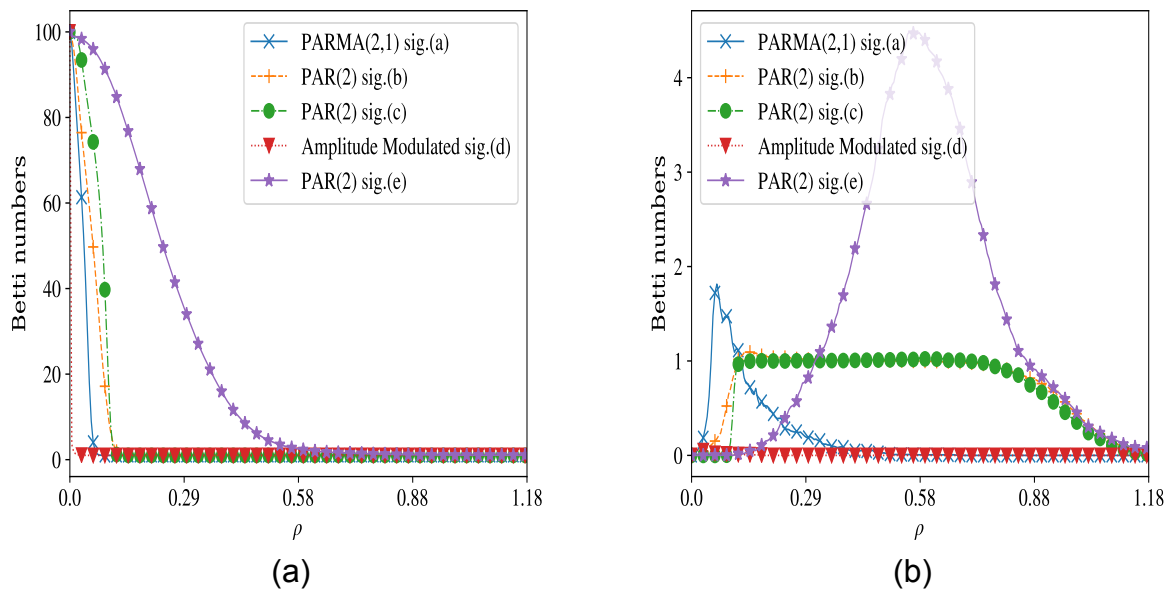 100
80
60
40
20
0
Betti numbers
PARMA(2,1) sig.(a)
PAR(2) sig.(b)
PAR(2) sig.(c)
Amplitude Modulated sig.(d)
PAR(2) sig.(e)
0.0 0.29 0.58 0.88 1.18
ρ
(a)
4
2
1
0
Betti numbers
PARMA(2,1) sig.(a)
PAR(2) sig.(b)
PAR(2) sig.(c)
Amplitude Modulated sig.(d)
PAR(2) sig.(e)
0.0 0.29 0.58 0.88 1.18
ρ
(b)